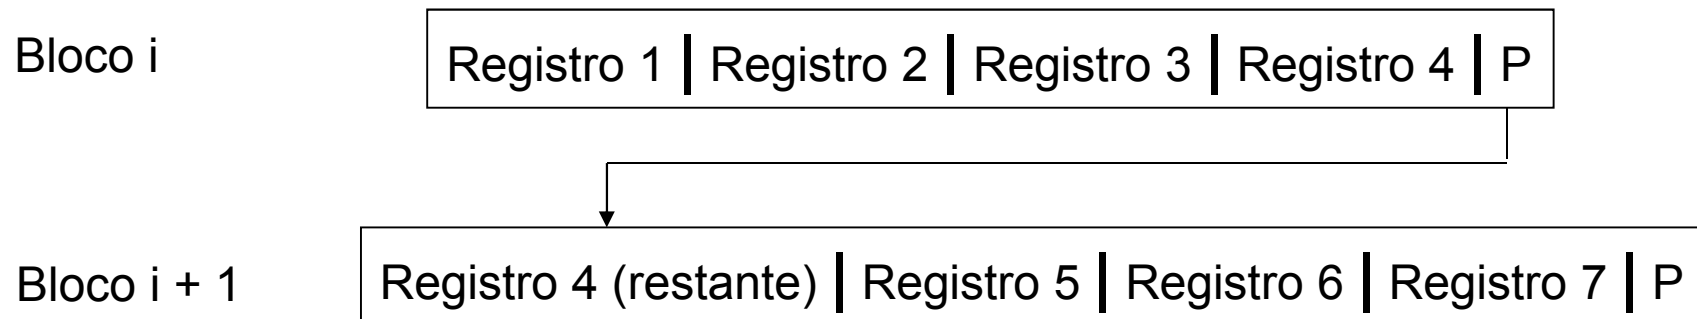 Bloco i
Registro 1 Registro 2 Registro 3 Registro 4 P
Bloco i + 1
Registro 4 (restante) Registro 5 Registro 6 Registro 7 P